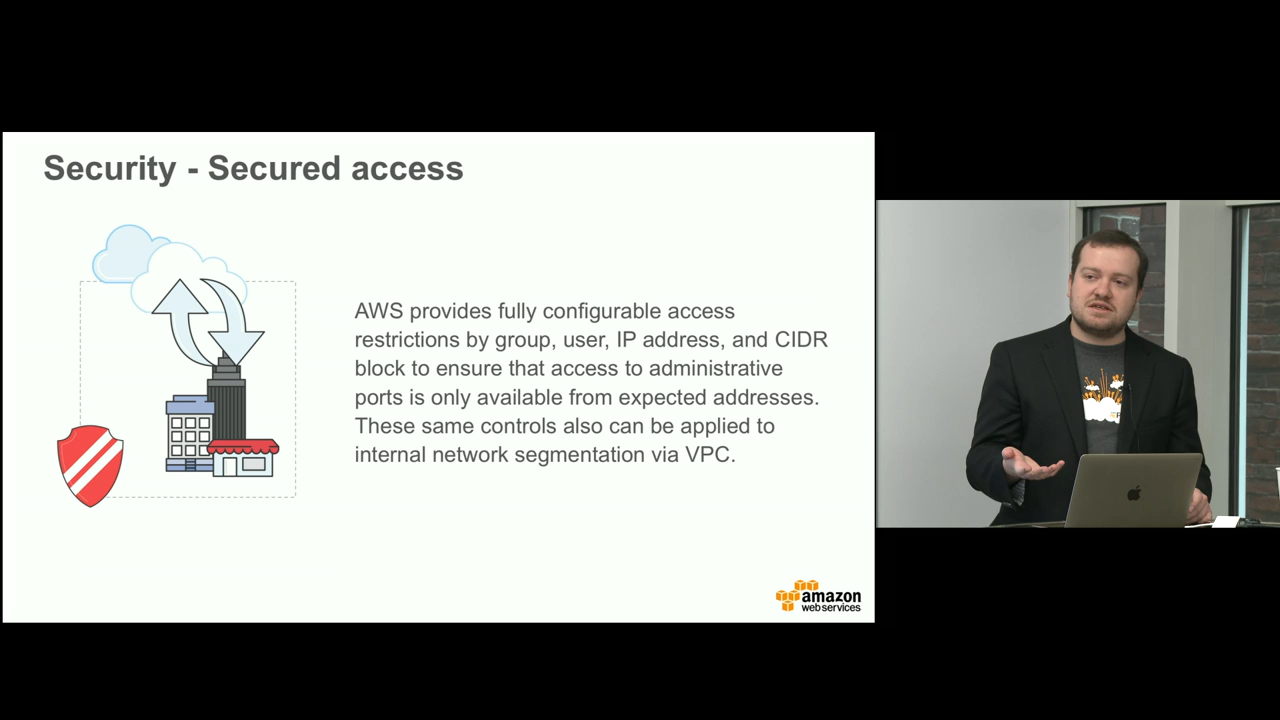 Security - Secured access
AWS provides fully configurable access
restrictions by group, user, IP address, and CIDR
block to ensure that access to administrative
ports is only available from expected addresses.
These same controls also can be applied to
internal network segmentation via VPC.
amazon
web services